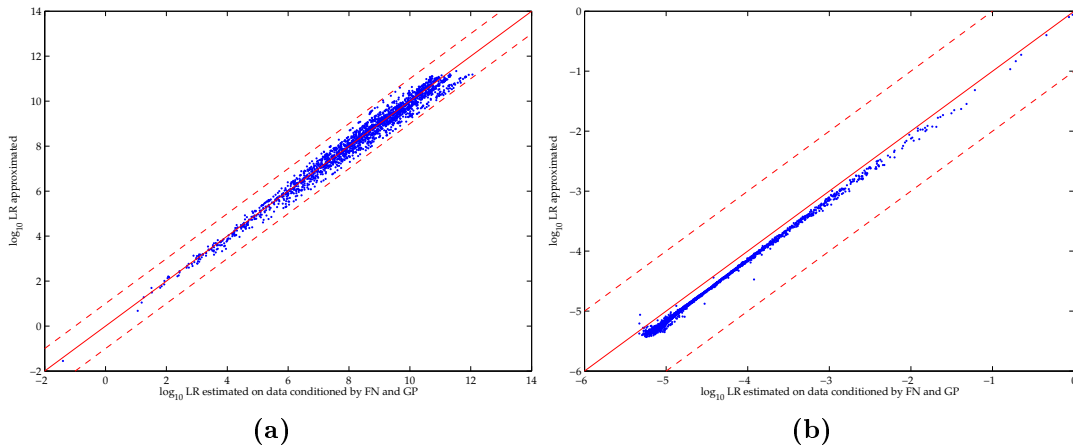 14
12
10
8
6
4
2
0
−2
−2 0 2 4 6 8 10 12 14
log10 LR approximated
log10 LR estimated on data conditioned by FN and GP
(a)
0
−1
−2
−3
−4
−5
−6
−6 −5 −4 −3 −2 −1 0
log10 LR approximated
log10 LR estimated on data conditioned by FN and GP
(b)